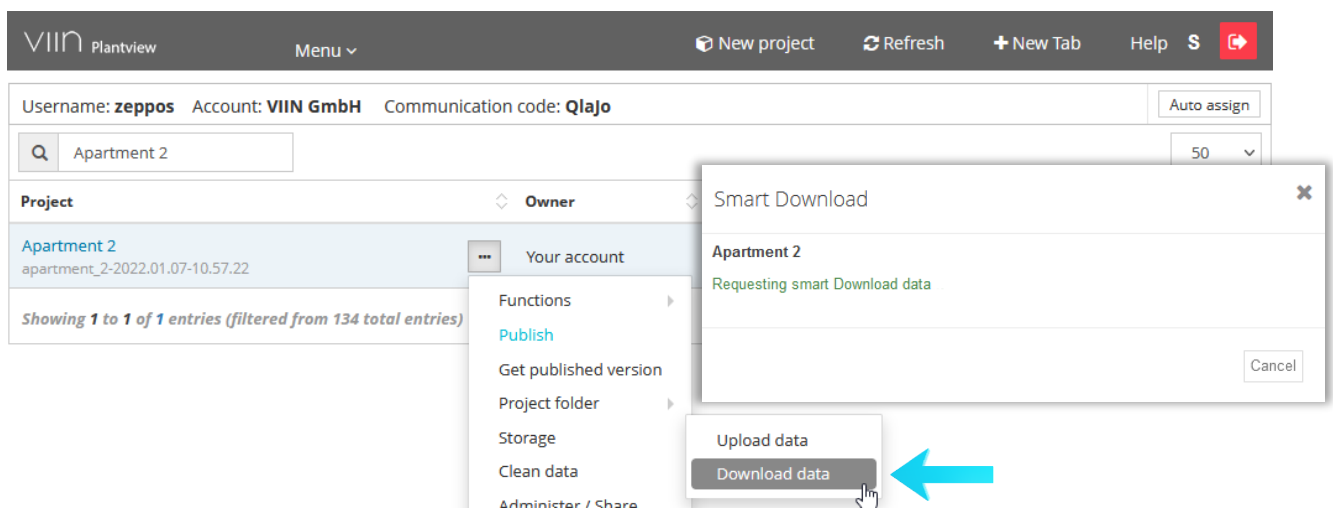 VIIN Plantview Menu New project Refresh New Tab Help S
Username: zeppos Account: VIIN GmbH Communication code: QlaJo Auto assign
Apartment 2 50
Project Owner
Apartment 2
apartment_2-2022.01.07-10.57.22
... Your account
Showing 1 to 1 of 1 entries (filtered from 134 total entries)
Functions
Publish
Get published version
Project folder
Storage
Clean data
Administer / Share
Upload data
Download data
Smart Download
Apartment 2
Requesting smart Download data
Cancel